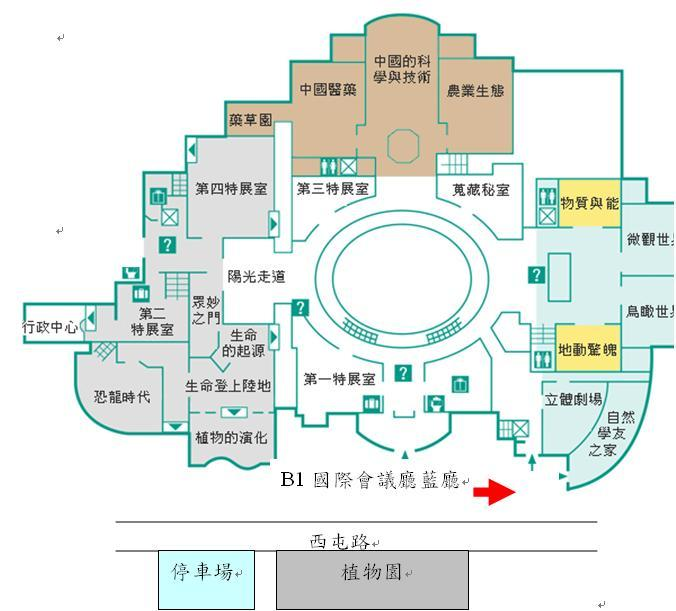 中國的科
學與技術
中國醫藥
農業生態
藥草園
第四特展室
第三特展室
蒐藏秘室
物質與能
微觀世界
?
?
陽光走道
眾妙
之門
第二
特展室
?
鳥瞰世界
行政中心
生命
的起源
地動驚魄
恐龍時代
生命登上陸地
第一特展室
?
立體劇場
自然
學友
之家
植物的演化
B1 國際會議廳藍廳
西屯路
停車場
植物園